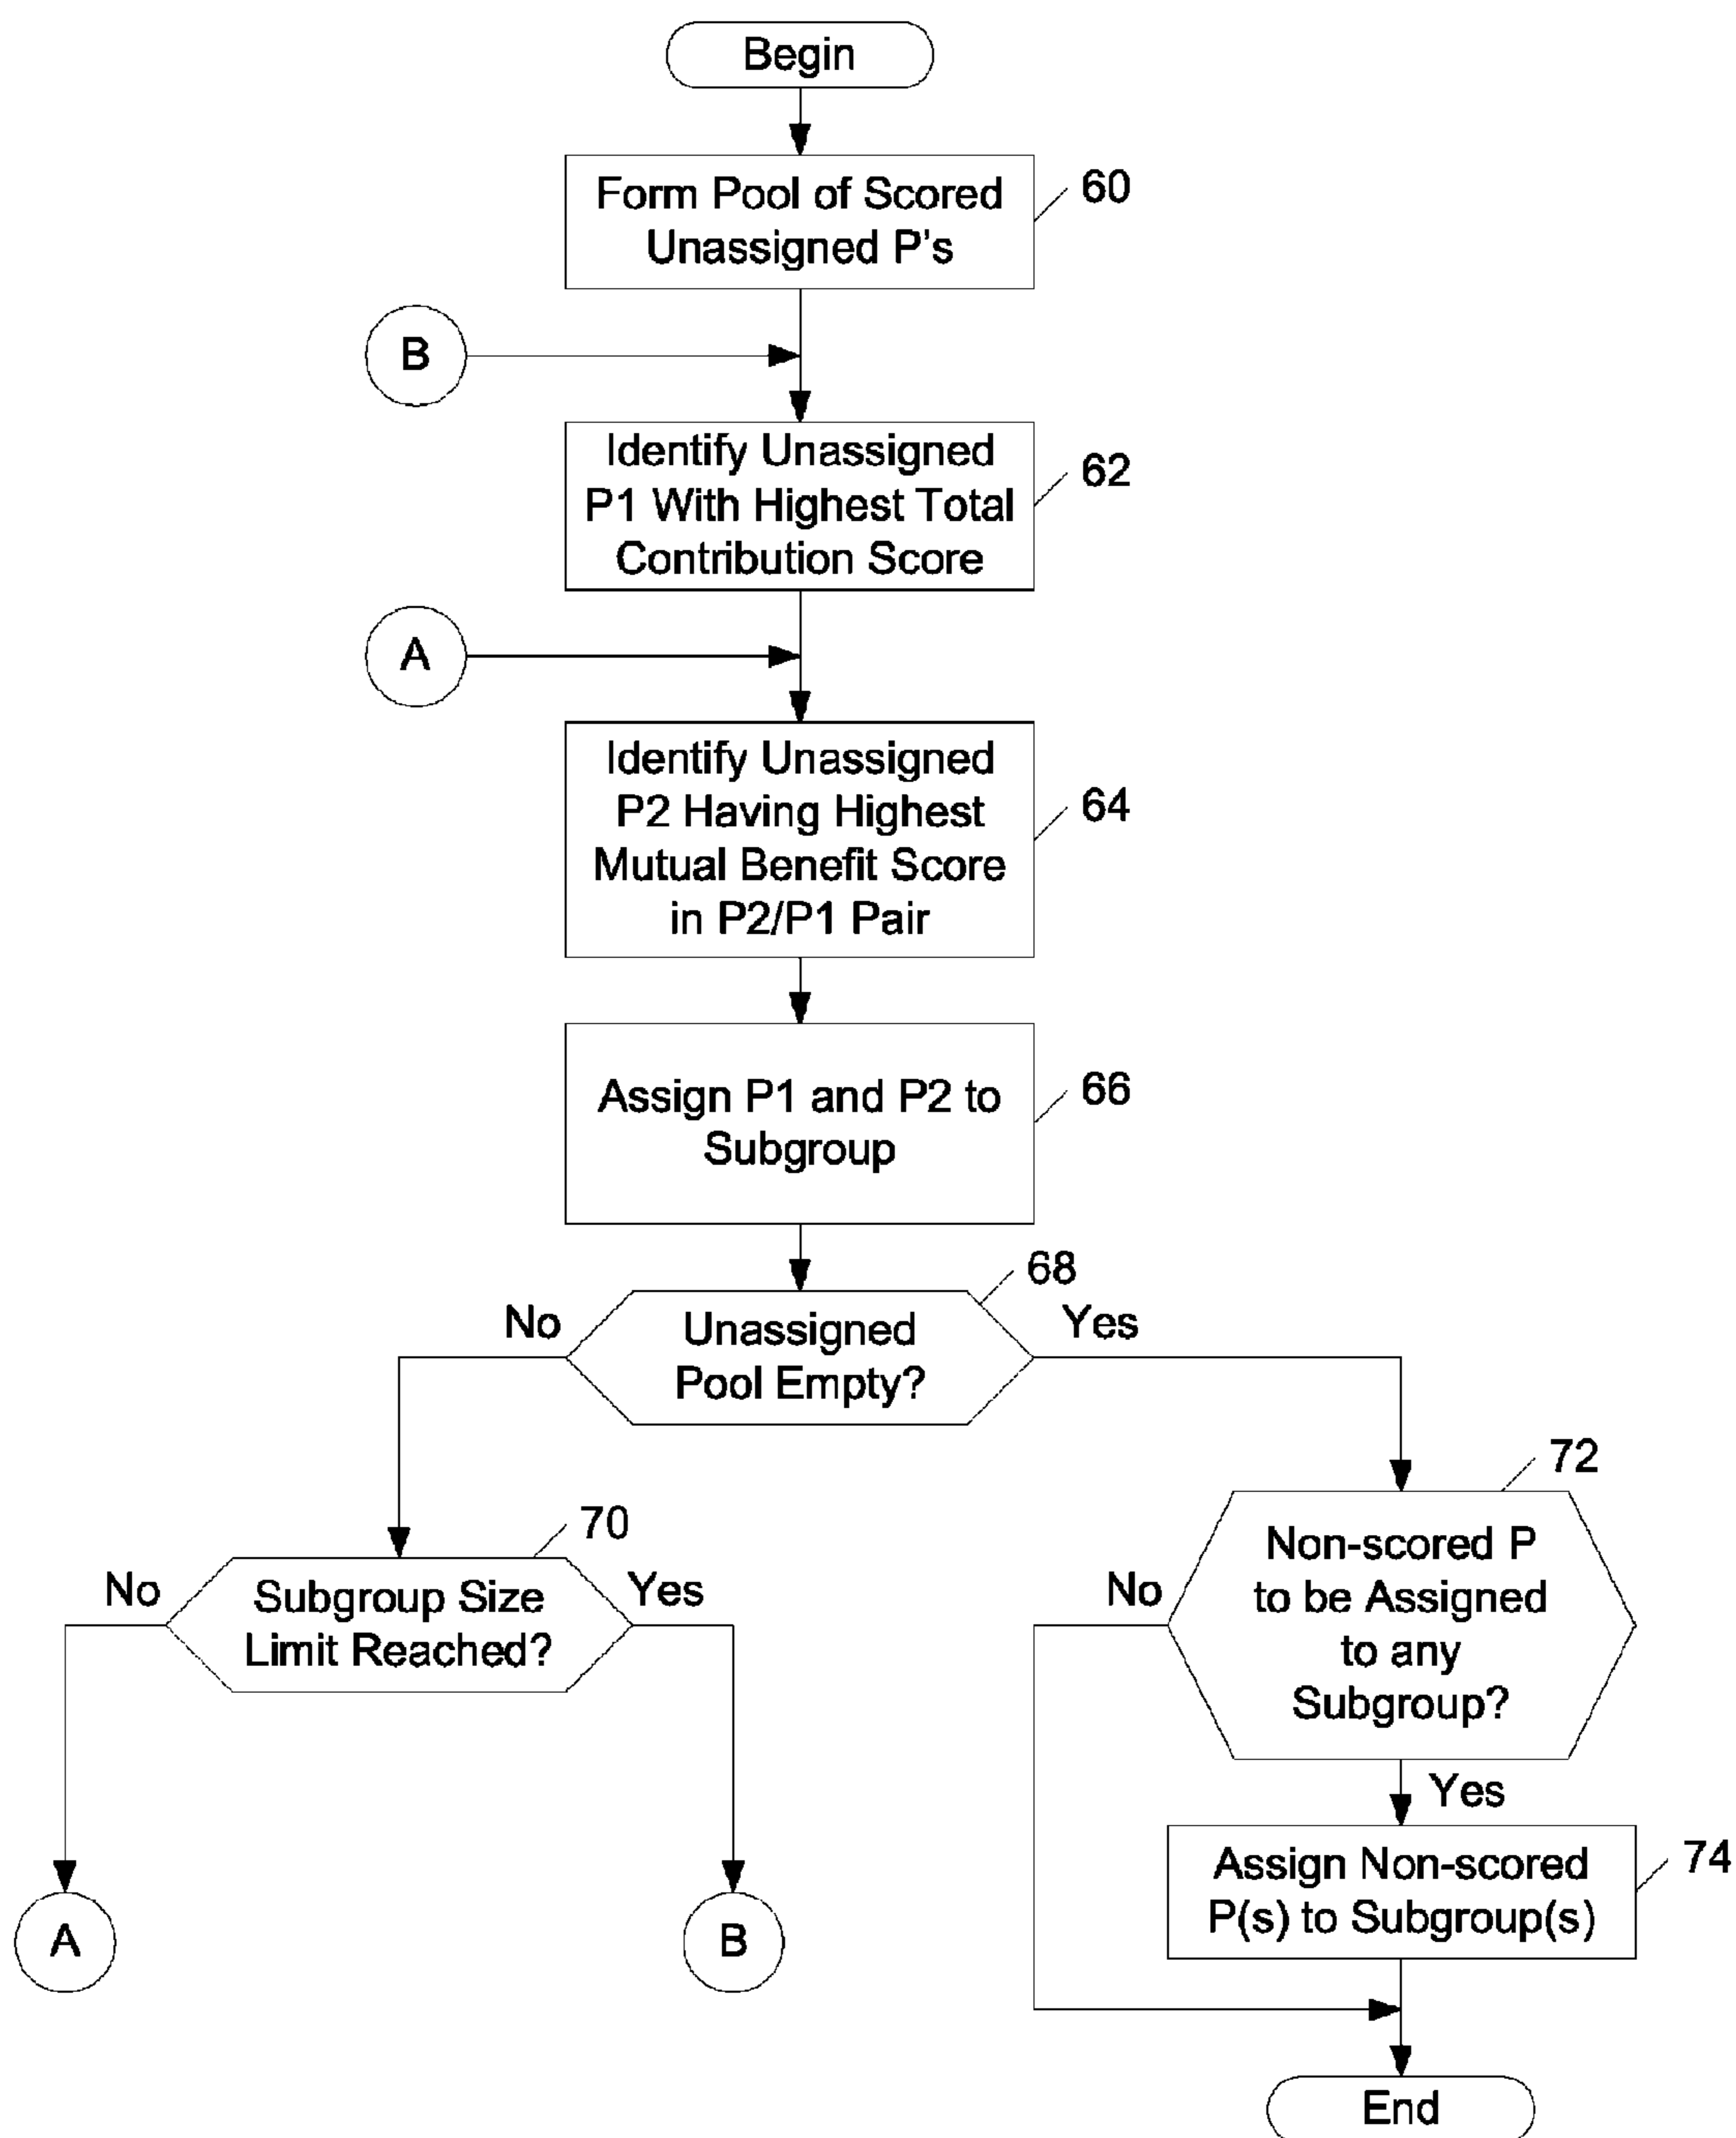 Begin
Form Pool of Scored
Unassigned P's
60
B
Identify Unassigned
P1 With Highest Total
Contribution Score
62
A
Identify Unassigned
P2 Having Highest
Mutual Benefit Score
in P2/P1 Pair
64
Assign P1 and P2 to
Subgroup
66
68
No
Unassigned
Pool Empty?
Yes
72
70
No
Subgroup Size
Limit Reached?
Yes
No
Non-scored P
to be Assigned
to any
Subgroup?
Yes
Assign Non-scored
P(s) to Subgroup(s)
74
A
B
End